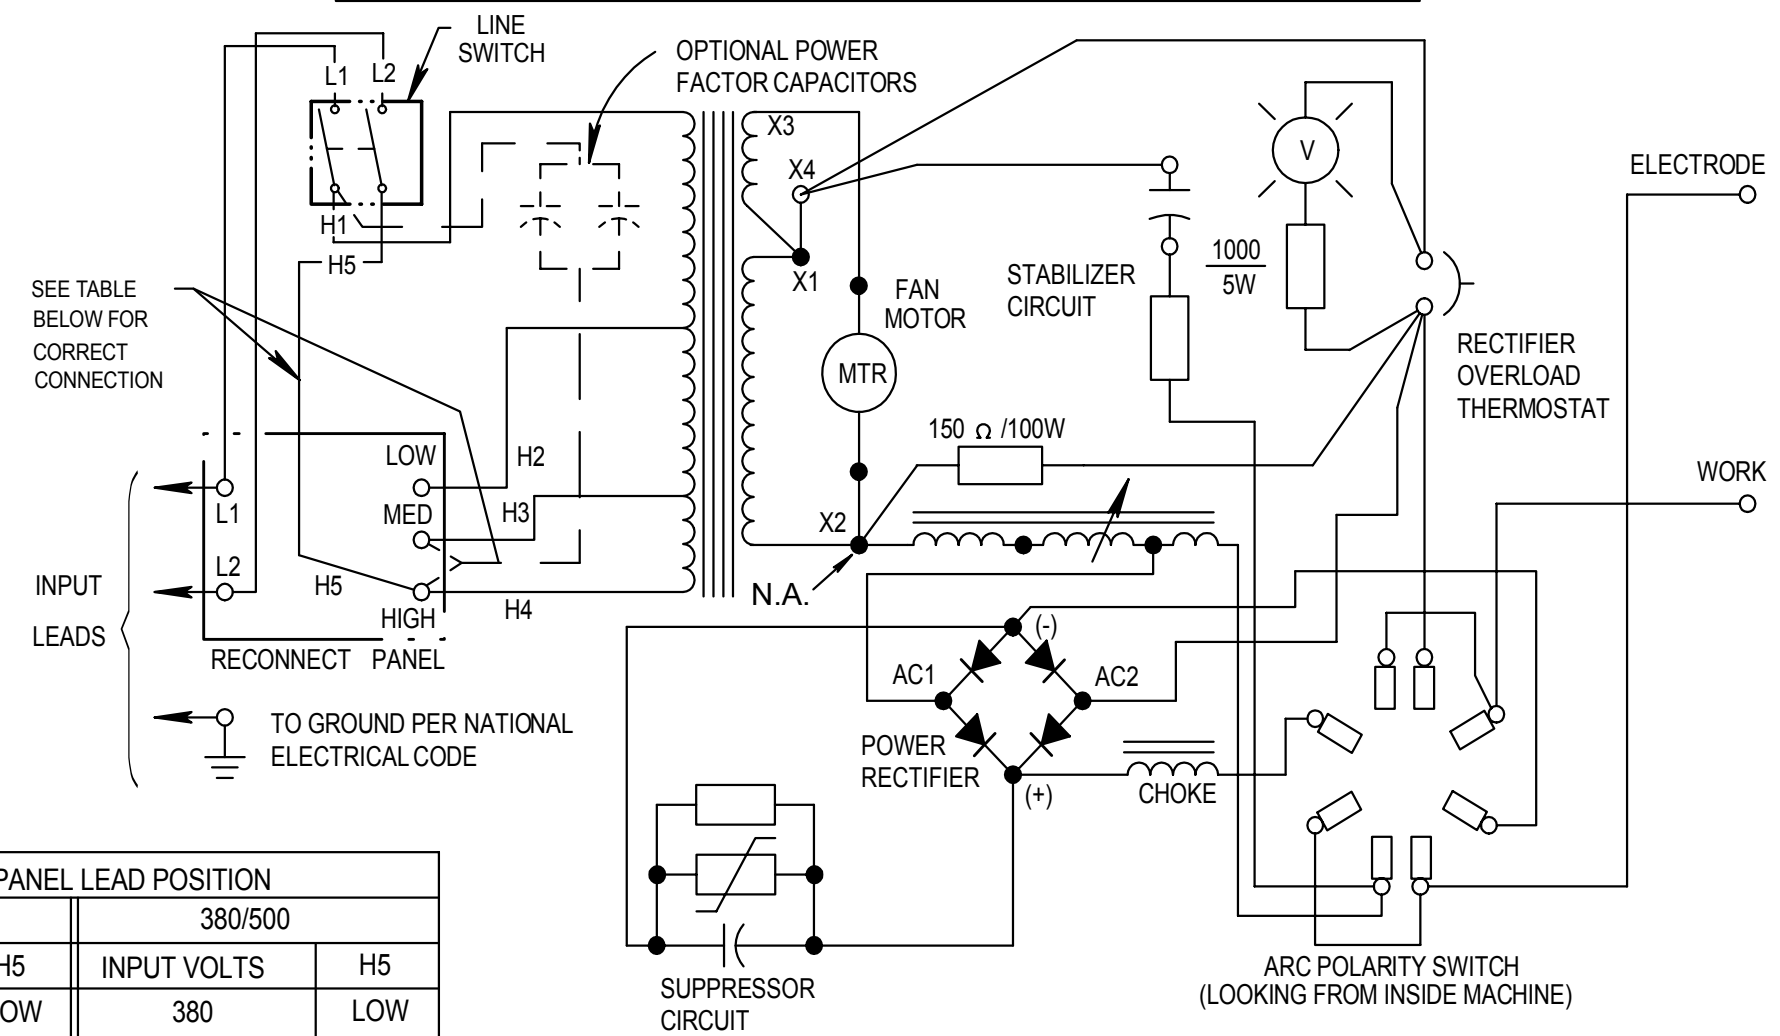 LINE
SWITCH
L1
L2
OPTIONAL POWER
FACTOR CAPACITORS
H1
H5
X3
X4
X1
X2
N.A.
FAN
MOTOR
MTR
STABILIZER
CIRCUIT
V
1000
5W
ELECTRODE
RECTIFIER
OVERLOAD
THERMOSTAT
150 Ω /100W
WORK
SEE TABLE
BELOW FOR
CORRECT
CONNECTION
LOW
H2
MED
H3
HIGH
H4
H5
L1
L2
INPUT
LEADS
RECONNECT PANEL
TO GROUND PER NATIONAL
ELECTRICAL CODE
(-)
AC1
AC2
POWER
RECTIFIER
(+)
CHOKE
SUPPRESSOR
CIRCUIT
ARC POLARITY SWITCH
(LOOKING FROM INSIDE MACHINE)
PANEL LEAD POSITION
380/500
H5 INPUT VOLTS H5
LOW 380 LOW